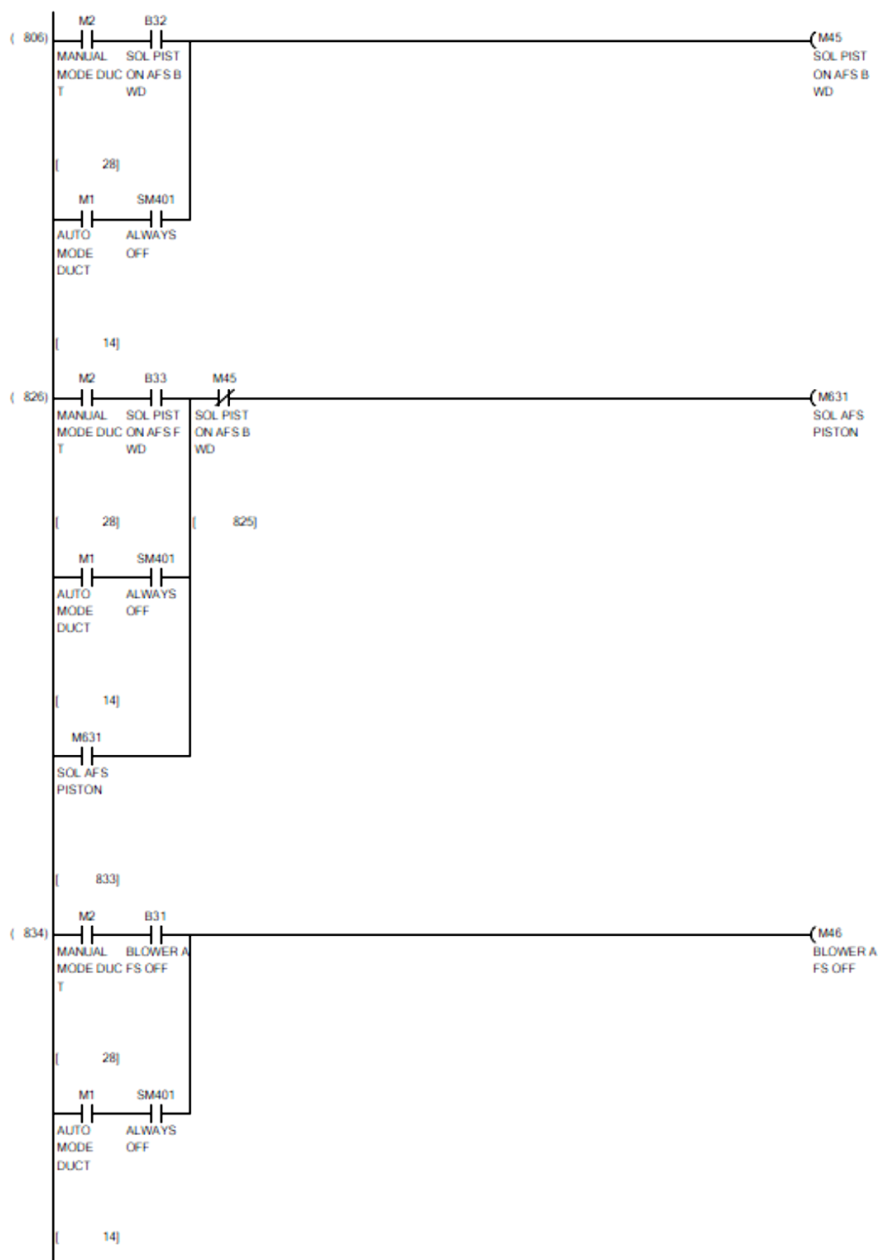 M2 B32
( 806) (M45
MANUAL SOL PIST SOL PIST
MODE DUC ON AFS B ON AFS B
T WD WD
[ 28]
M1 SM401
AUTO ALWAYS
MODE OFF
DUCT
[ 14]
M2 B33 M45
( 826) (M631
MANUAL SOL PIST SOL PIST SOL AFS
MODE DUC ON AFS F ON AFS B PISTON
T WD WD
[ 28] [ 825]
M1 SM401
AUTO ALWAYS
MODE OFF
DUCT
[ 14]
M631
SOL AFS
PISTON
[ 833]
M2 B31
( 834) (M46
MANUAL BLOWER A BLOWER A
MODE DUC FS OFF FS OFF
T
[ 28]
M1 SM401
AUTO ALWAYS
MODE OFF
DUCT
[ 14]